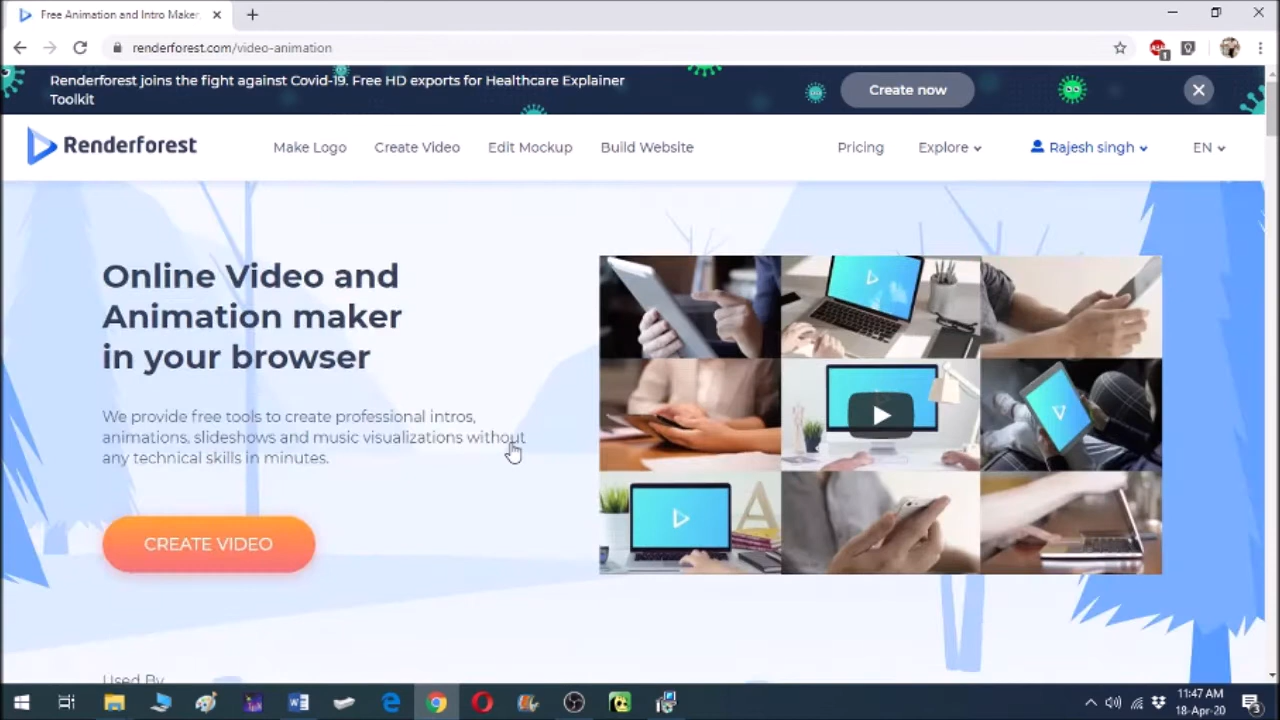 Free Animation and Intro Maker,
renderforest.com/video-animation
ABP
1
Renderforest joins the fight against Covid-19. Free HD exports for Healthcare Explainer
Toolkit
Create now
Renderforest
Make Logo
Create Video
Edit Mockup
Build Website
Pricing
Explore
Rajesh singh
EN
Online Video and
Animation maker
in your browser
We provide free tools to create professional intros,
animations, slideshows and music visualizations without
any technical skills in minutes.
CREATE VIDEO
Used By
11:47 AM
18-Apr-20
3